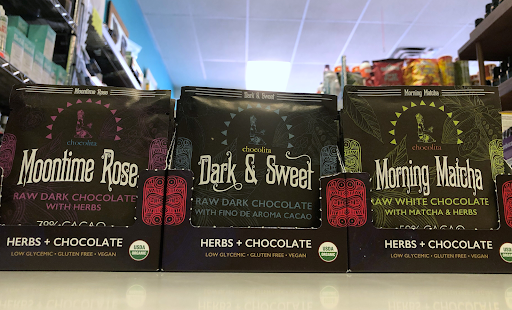 Moontime Rose
chocolita
Moontime Rose
RAW DARK CHOCOLATE
WITH HERBS
70% CACAO
HERBS + CHOCOLATE
LOW GLYCEMIC · GLUTEN FREE · VEGAN
USDA
ORGANIC
Dark & Sweet
chocolita
Dark & Sweet
RAW DARK CHOCOLATE
WITH FINO DE AROMA CACAO
HERBS + CHOCOLATE
LOW GLYCEMIC · GLUTEN FREE · VEGAN
USDA
ORGANIC
Morning Matcha
chocolita
Morning Matcha
RAW WHITE CHOCOLATE
WITH MATCHA & HERBS
CACAO
HERBS + CHOCOLATE
LOW GLYCEMIC · GLUTEN FREE · VEGAN
USDA
ORGANIC